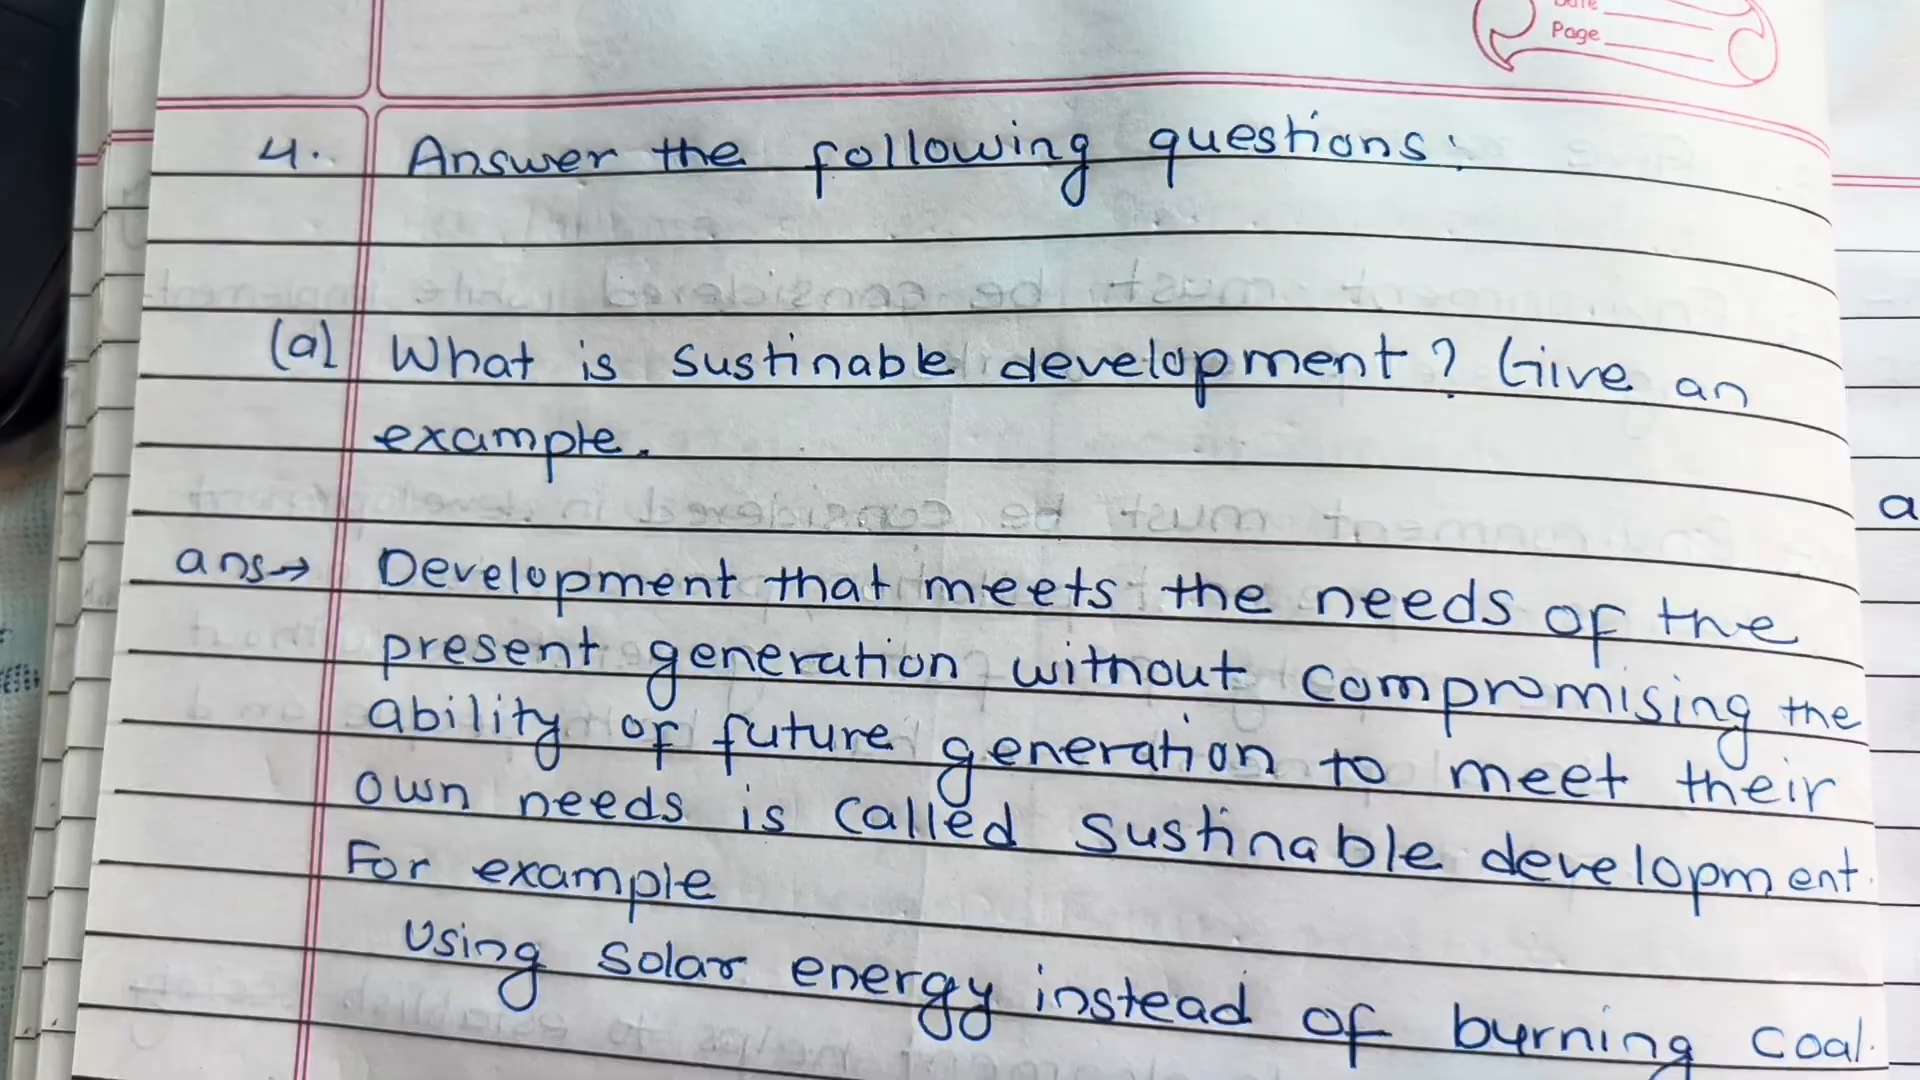 Date
Page
4. Answer the following questions:
(a) What is sustinable development? Give an
example.
ans→ Development that meets the needs of the
present generation without compromising the
ability of future generation to meet their
own needs is called sustinable development.
For example
Using solar energy instead of burning coal.
a